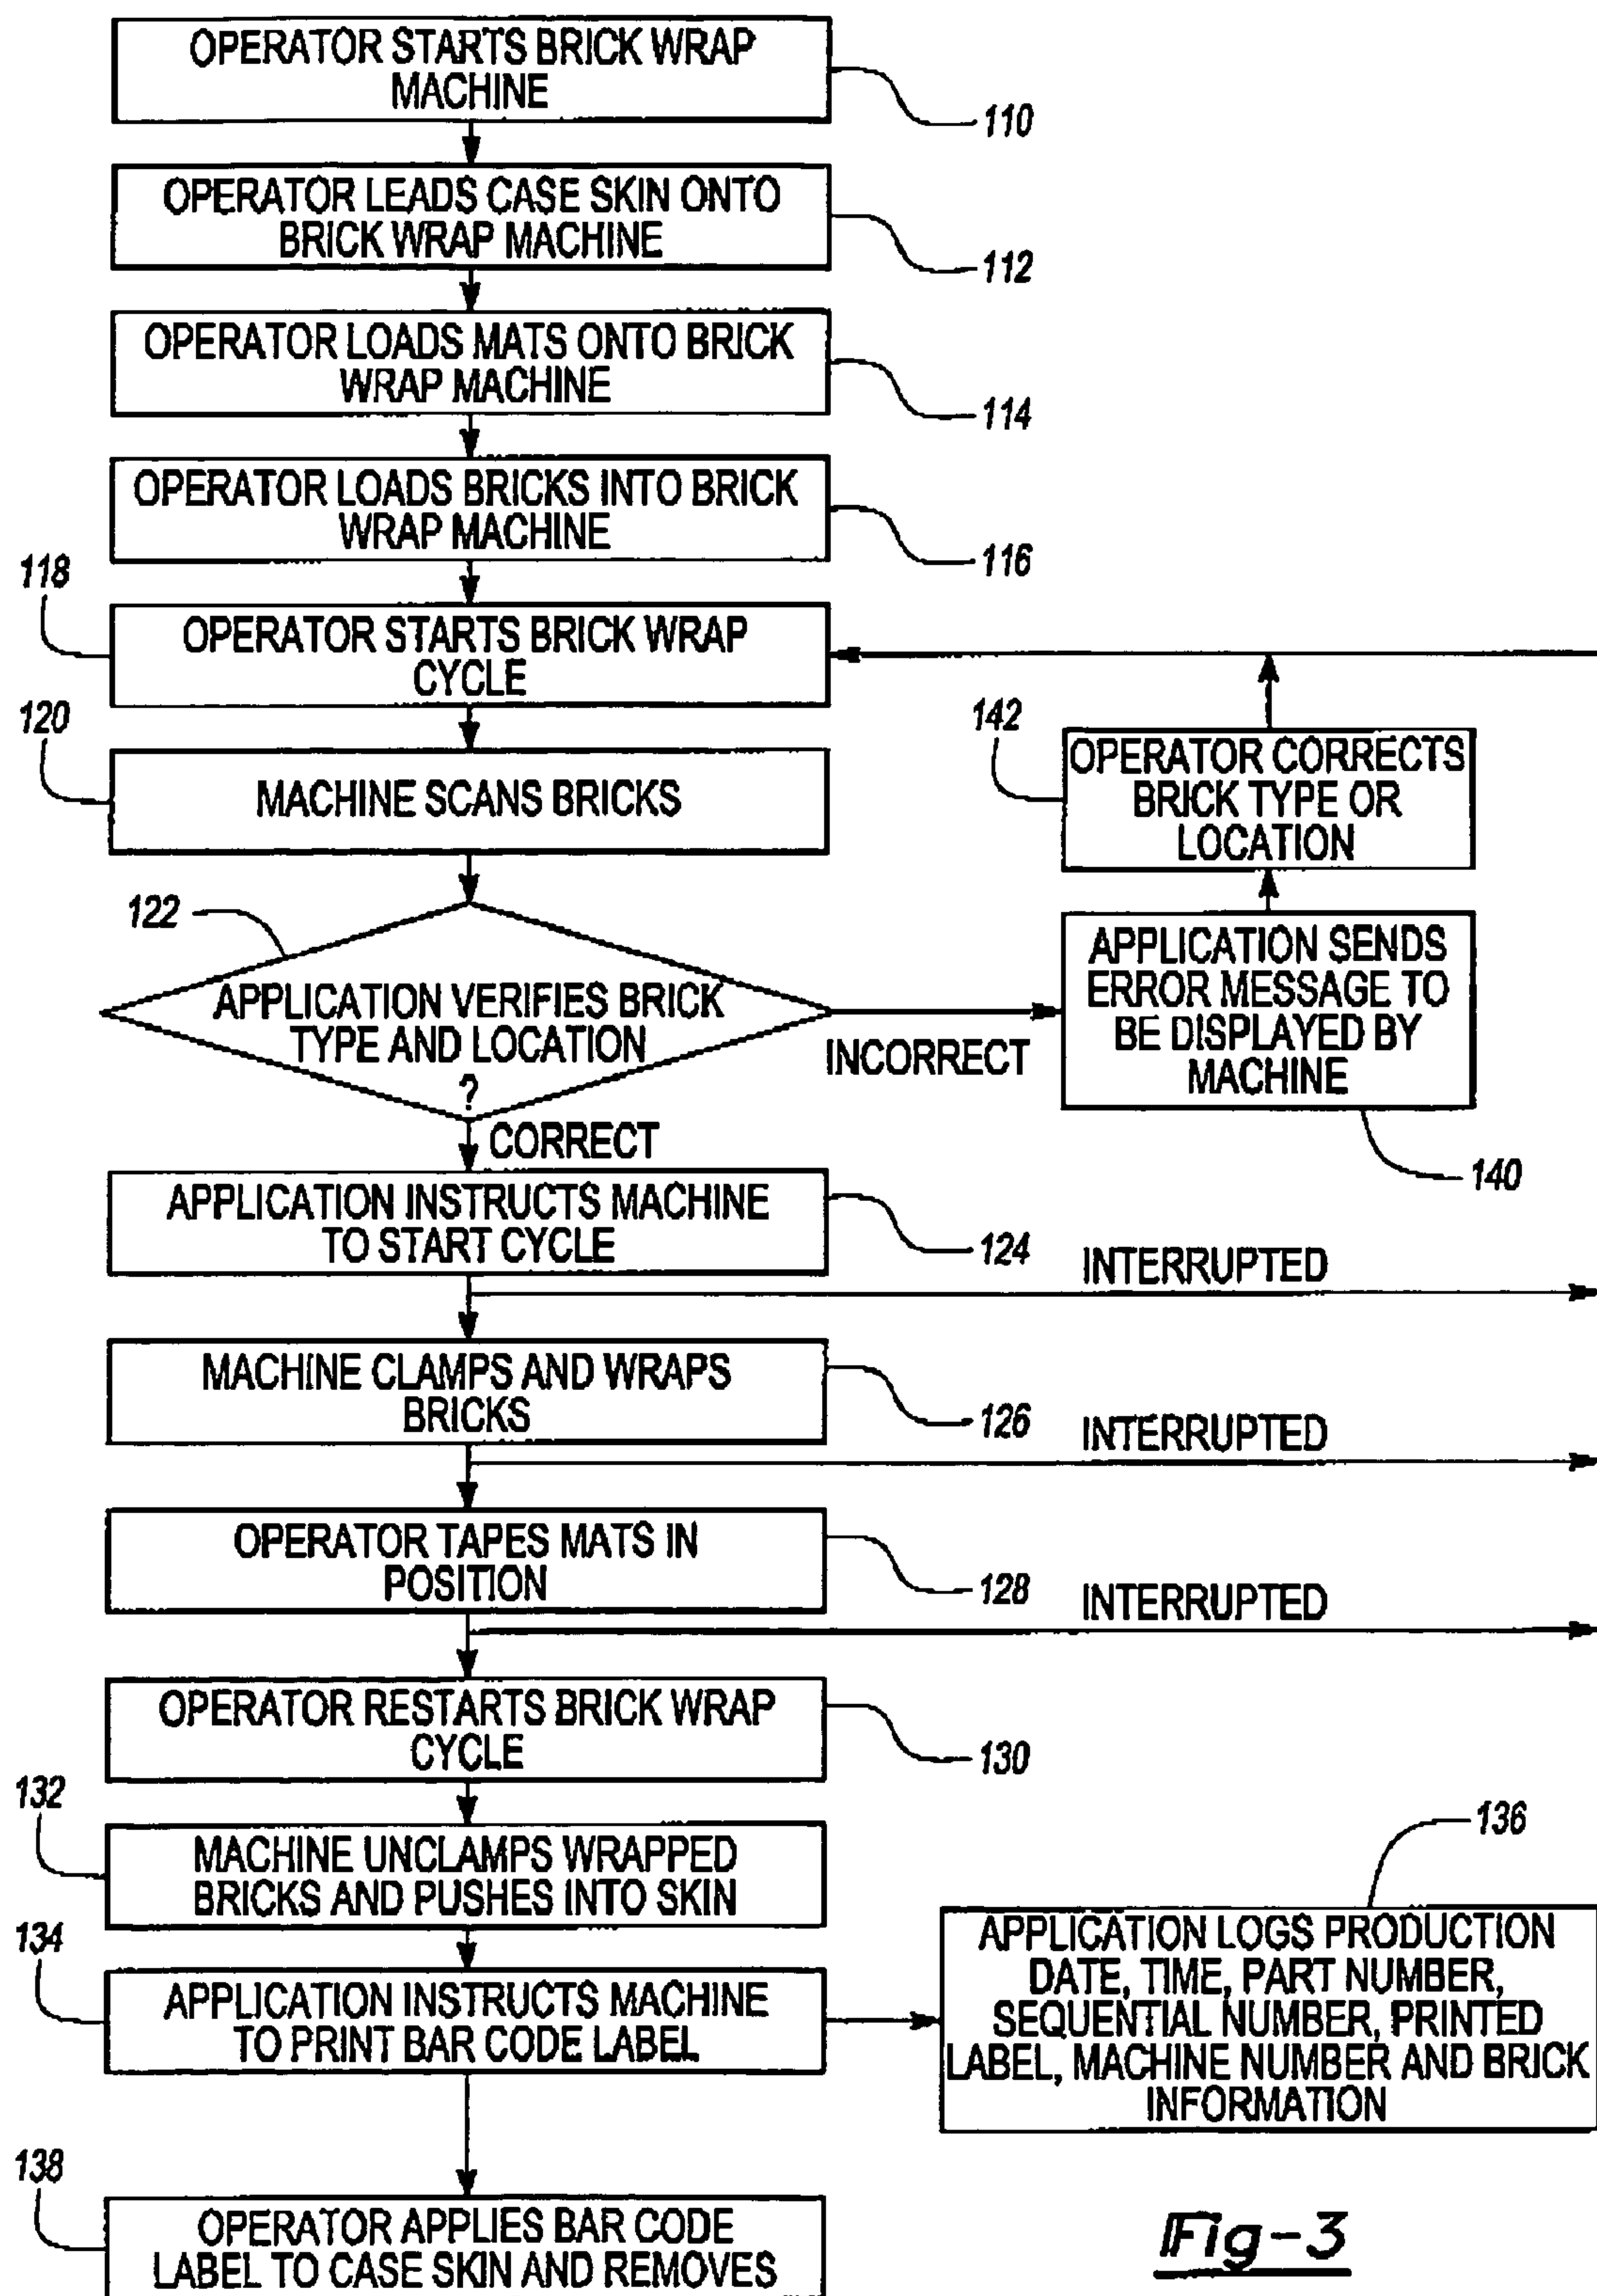 OPERATOR STARTS BRICK WRAP
MACHINE
110
OPERATOR LEADS CASE SKIN ONTO
BRICK WRAP MACHINE
112
OPERATOR LOADS MATS ONTO BRICK
WRAP MACHINE
114
OPERATOR LOADS BRICKS INTO BRICK
WRAP MACHINE
116
118
OPERATOR STARTS BRICK WRAP
CYCLE
120
MACHINE SCANS BRICKS
142
OPERATOR CORRECTS
BRICK TYPE OR
LOCATION
122
APPLICATION VERIFIES BRICK
TYPE AND LOCATION
?
INCORRECT
APPLICATION SENDS
ERROR MESSAGE TO
BE DISPLAYED BY
MACHINE
140
CORRECT
APPLICATION INSTRUCTS MACHINE
TO START CYCLE
124
INTERRUPTED
MACHINE CLAMPS AND WRAPS
BRICKS
126
INTERRUPTED
OPERATOR TAPES MATS IN
POSITION
128
INTERRUPTED
OPERATOR RESTARTS BRICK WRAP
CYCLE
130
132
MACHINE UNCLAMPS WRAPPED
BRICKS AND PUSHES INTO SKIN
134
APPLICATION INSTRUCTS MACHINE
TO PRINT BAR CODE LABEL
136
APPLICATION LOGS PRODUCTION
DATE, TIME, PART NUMBER,
SEQUENTIAL NUMBER, PRINTED
LABEL, MACHINE NUMBER AND BRICK
INFORMATION
138
OPERATOR APPLIES BAR CODE
LABEL TO CASE SKIN AND REMOVES
Fig-3